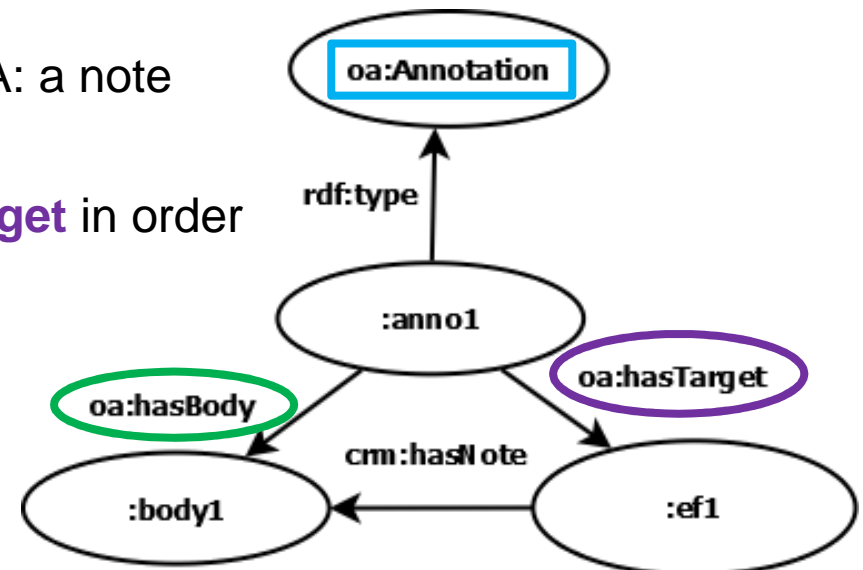 A: a note
oa:Annotation
rdf:type
get in order
:anno1
oa:hasTarget
oa:hasBody
crm:hasNote
:body1
:ef1